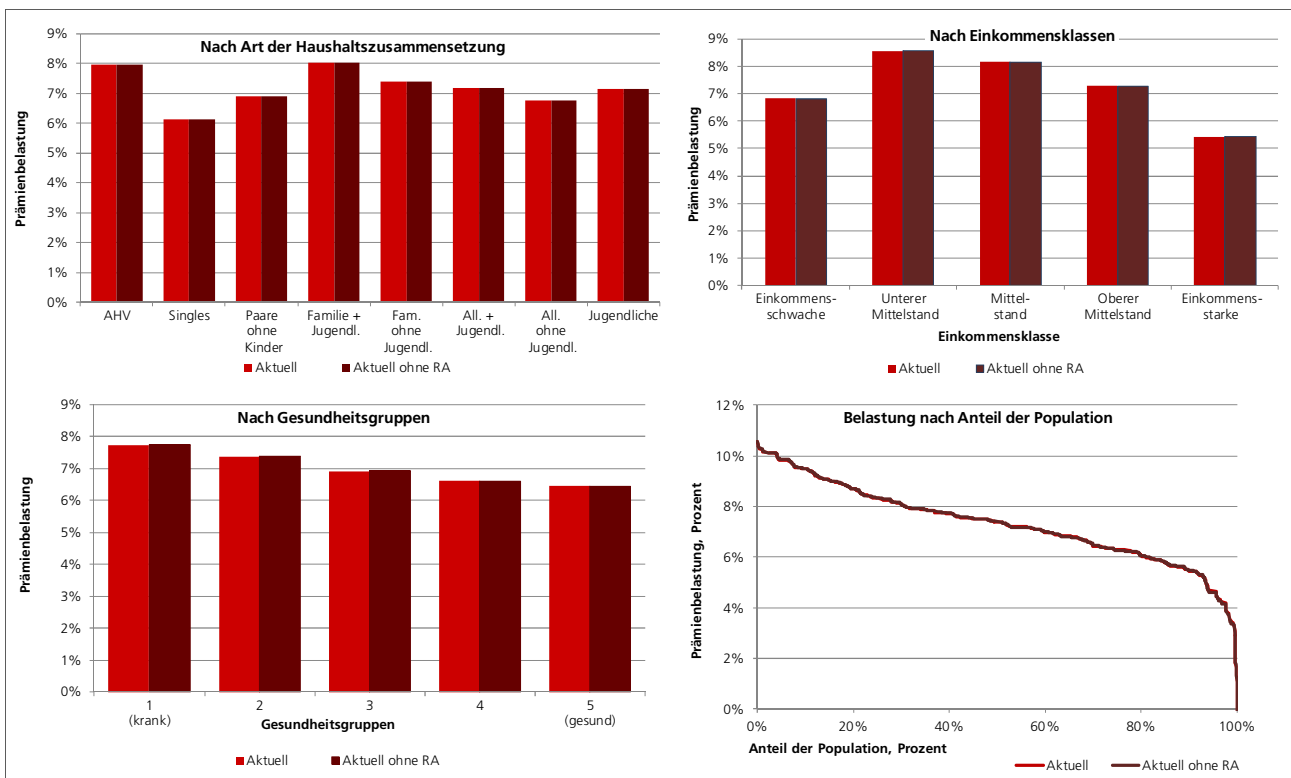 Nach Art der Haushaltszusammensetzung
Prämienbelastung
9%
8%
7%
6%
5%
4%
3%
2%
1%
0%
AHV
Singles
Paare
ohne
Kinder
Familie +
Jugendl.
Fam.
ohne
Jugendl.
All. +
Jugendl.
All.
ohne
Jugendl.
Jugendliche
Aktuell
Aktuell ohne RA
Nach Einkommensklassen
Prämienbelastung
9%
8%
7%
6%
5%
4%
3%
2%
1%
0%
Einkommens-
schwache
Unterer
Mittelstand
Mittel-
stand
Oberer
Mittelstand
Einkommens-
starke
Einkommensklasse
Aktuell
Aktuell ohne RA
Nach Gesundheitsgruppen
Prämienbelastung
9%
8%
7%
6%
5%
4%
3%
2%
1%
0%
1
(krank)
2
3
4
5
(gesund)
Gesundheitsgruppen
Aktuell
Aktuell ohne RA
Belastung nach Anteil der Population
Prämienbelastung, Prozent
12%
10%
8%
6%
4%
2%
0%
0%
20%
40%
60%
80%
100%
Anteil der Population, Prozent
Aktuell
Aktuell ohne RA